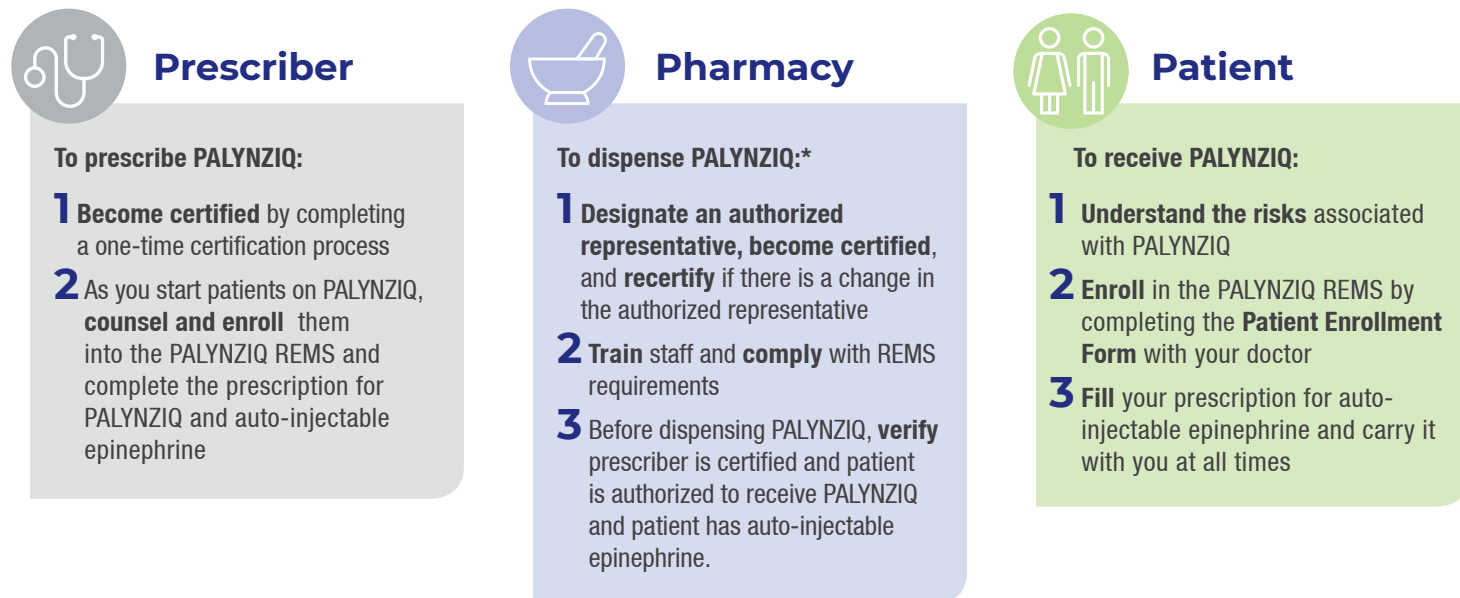 Prescriber
To prescribe PALYNZIQ:
1 Become certified by completing
a one-time certification process
2 As you start patients on PALYNZIQ,
counsel and enroll them
into the PALYNZIQ REMS and
complete the prescription for
PALYNZIQ and auto-injectable
epinephrine
Pharmacy
To dispense PALYNZIQ:*
1 Designate an authorized
representative, become certified,
and recertify if there is a change in
the authorized representative
2 Train staff and comply with REMS
requirements
3 Before dispensing PALYNZIQ, verify
prescriber is certified and patient
is authorized to receive PALYNZIQ
and patient has auto-injectable
epinephrine.
Patient
To receive PALYNZIQ:
1 Understand the risks associated
with PALYNZIQ
2 Enroll in the PALYNZIQ REMS by
completing the Patient Enrollment
Form with your doctor
3 Fill your prescription for auto-
injectable epinephrine and carry it
with you at all times